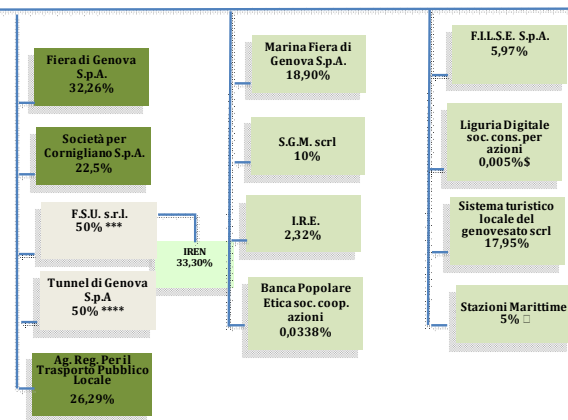 Fiera di Genova
S.p.A.
32,26%
Società per
Cornigliano S.p.A.
22,5%
F.S.U. s.r.l.
50% ***
IREN
33,30%
Tunnel di Genova
S.p.A
50% ****
Ag. Reg. Per il
Trasporto Pubblico
Locale
26,29%
Marina Fiera di
Genova S.p.A.
18,90%
S.G.M. scrl
10%
I.R.E.
2,32%
Banca Popolare
Etica soc. coop.
azioni
0,0338%
F.I.L.S.E. S.p.A.
5,97%
Liguria Digitale
soc. cons. per
azioni
0,005%$
Sistema turistico
locale del
genovesato scrl
17,95%
Stazioni Marittime
5% □